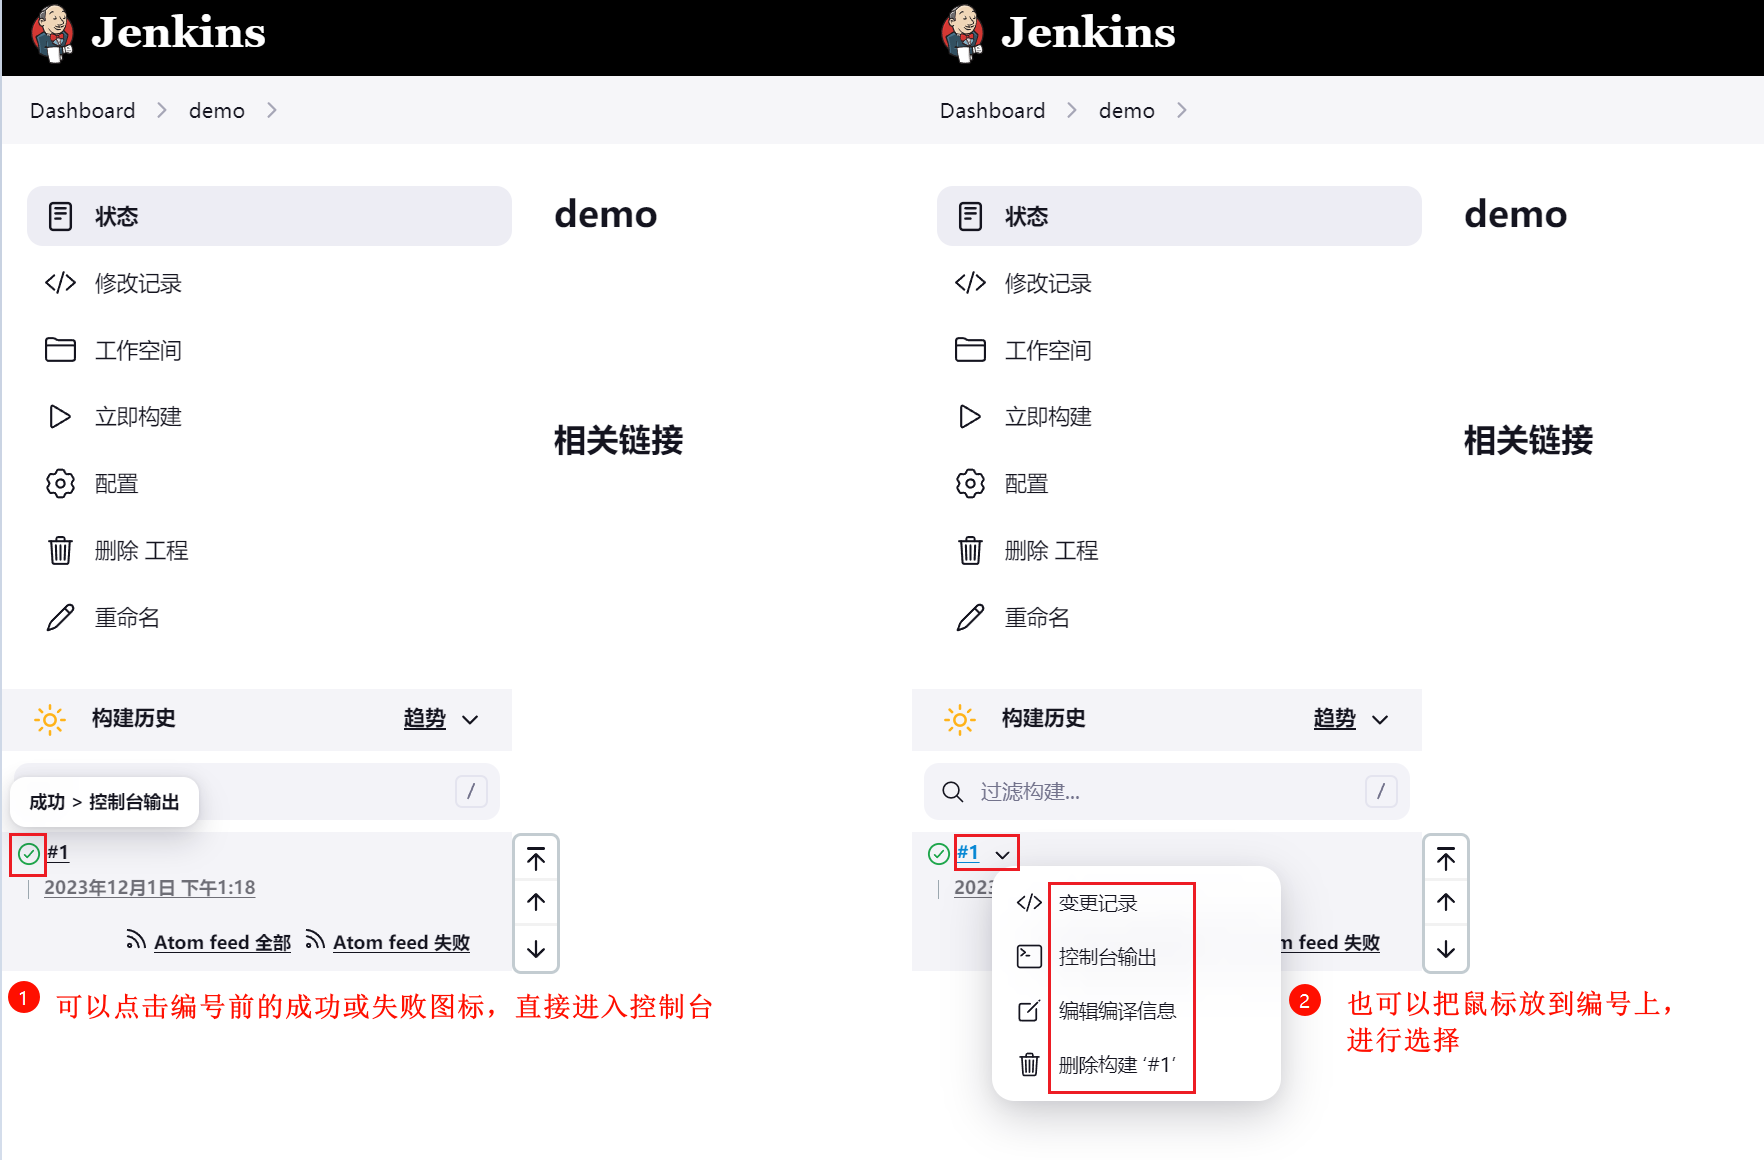 Jenkins
Dashboard > demo >
状态
修改记录
工作空间
立即构建
配置
删除 工程
重命名
demo
相关链接
构建历史 趋势
/
成功 > 控制台输出
#1
2023年12月1日 下午1:18
Atom feed 全部 Atom feed 失败
1 可以点击编号前的成功或失败图标，直接进入控制台
Jenkins
Dashboard > demo >
状态
修改记录
工作空间
立即构建
配置
删除 工程
重命名
demo
相关链接
构建历史 趋势
过滤构建... /
#1
2023
m feed 失败
变更记录
控制台输出
编辑编译信息
删除构建 ‘#1’
2 也可以把鼠标放到编号上，
进行选择